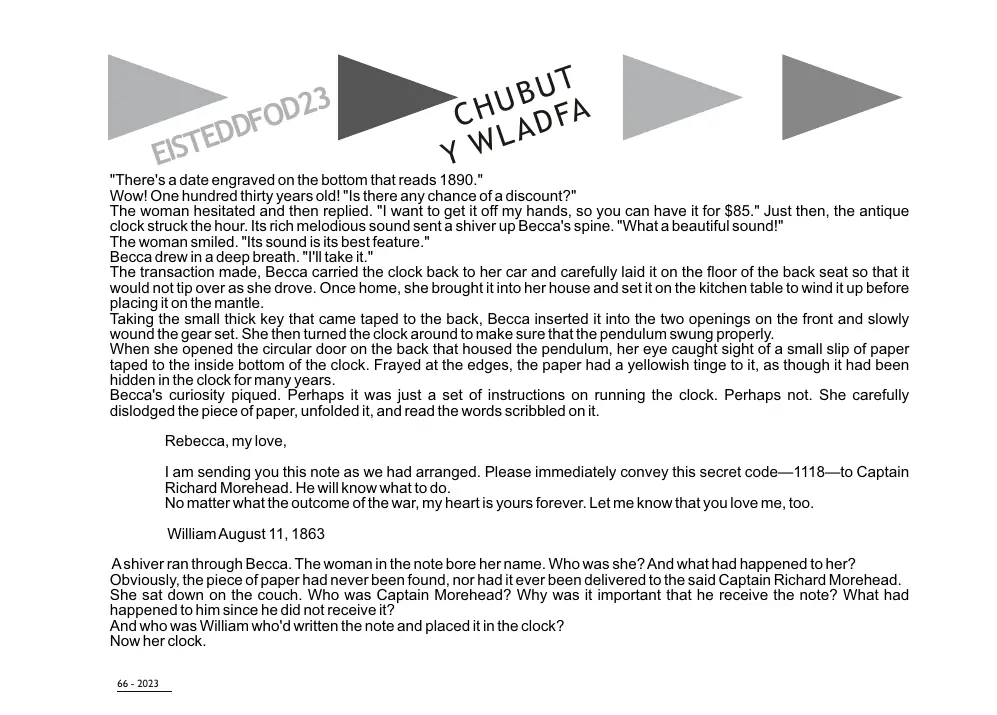 EISTEDDFOD23
CHUBUT
Y WLADFA
"There's a date engraved on the bottom that reads 1890."
Wow! One hundred thirty years old! "Is there any chance of a discount?"
The woman hesitated and then replied. "I want to get it off my hands, so you can have it for $85." Just then, the antique
clock struck the hour. Its rich melodious sound sent a shiver up Becca's spine. "What a beautiful sound!"
The woman smiled. "Its sound is its best feature."
Becca drew in a deep breath. "I'll take it."
The transaction made, Becca carried the clock back to her car and carefully laid it on the floor of the back seat so that it
would not tip over as she drove. Once home, she brought it into her house and set it on the kitchen table to wind it up before
placing it on the mantle.
Taking the small thick key that came taped to the back, Becca inserted it into the two openings on the front and slowly
wound the gear set. She then turned the clock around to make sure that the pendulum swung properly.
When she opened the circular door on the back that housed the pendulum, her eye caught sight of a small slip of paper
taped to the inside bottom of the clock. Frayed at the edges, the paper had a yellowish tinge to it, as though it had been
hidden in the clock for many years.
Becca's curiosity piqued. Perhaps it was just a set of instructions on running the clock. Perhaps not. She carefully
dislodged the piece of paper, unfolded it, and read the words scribbled on it.
Rebecca, my love,
I am sending you this note as we had arranged. Please immediately convey this secret code—1118—to Captain
Richard Morehead. He will know what to do.
No matter what the outcome of the war, my heart is yours forever. Let me know that you love me, too.
William August 11, 1863
A shiver ran through Becca. The woman in the note bore her name. Who was she? And what had happened to her?
Obviously, the piece of paper had never been found, nor had it ever been delivered to the said Captain Richard Morehead.
She sat down on the couch. Who was Captain Morehead? Why was it important that he receive the note? What had
happened to him since he did not receive it?
And who was William who'd written the note and placed it in the clock?
Now her clock.
66 - 2023